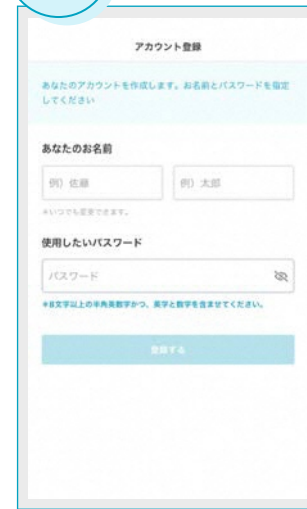 アカウント登録
あなたのアカウントを作成します。お名前とパスワードを指定
してください
あなたのお名前
例）佐藤 例）太郎
*いつでも変更できます。
使用したいパスワード
パスワード
*8文字以上の半角英数字かつ、英字と数字を含ませてください。
登録する